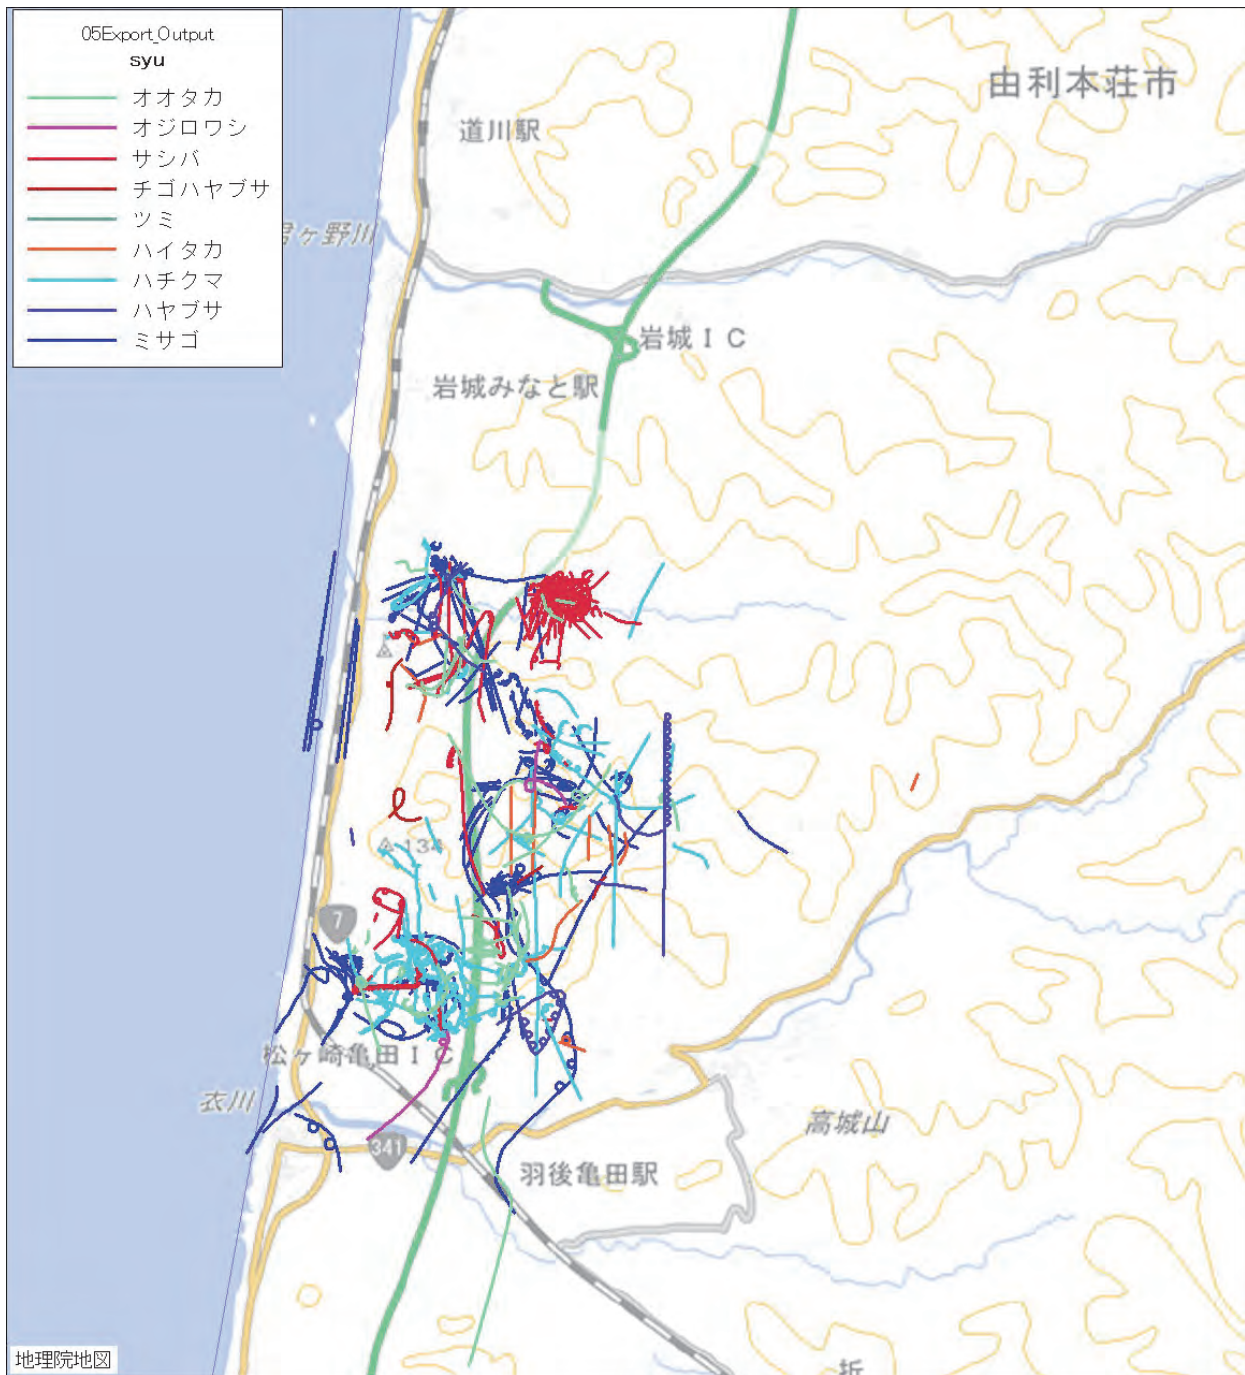 05Export_Output
syu
オオタカ
オジロワシ
サシバ
チゴハヤブサ
ツミ
ハイタカ
ハチクマ
ハヤブサ
ミサゴ
由利本荘市
道川駅
君ヶ野川
岩城IC
岩城みなと駅
134
7
松ヶ崎亀田IC
衣川
高城山
341
羽後亀田駅
地理院地図